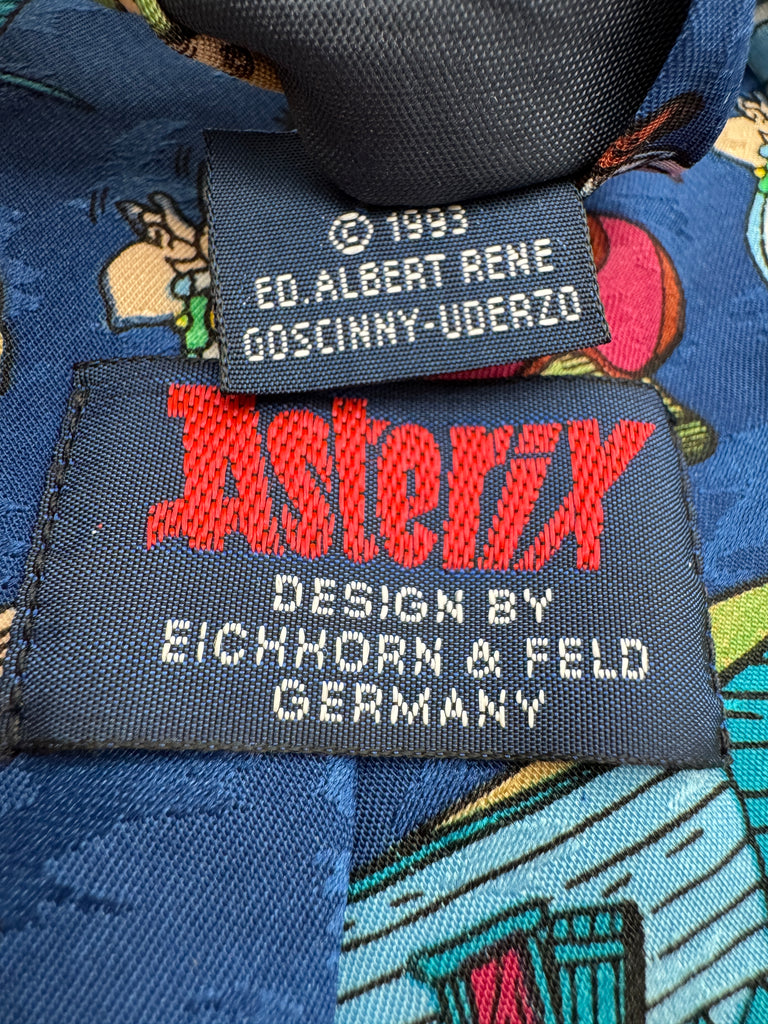 © 1993
ED.ALBERT RENE
GOSCINNY-UDERZO
Asterix
DESIGN BY
EICHHORN & FELD
GERMANY